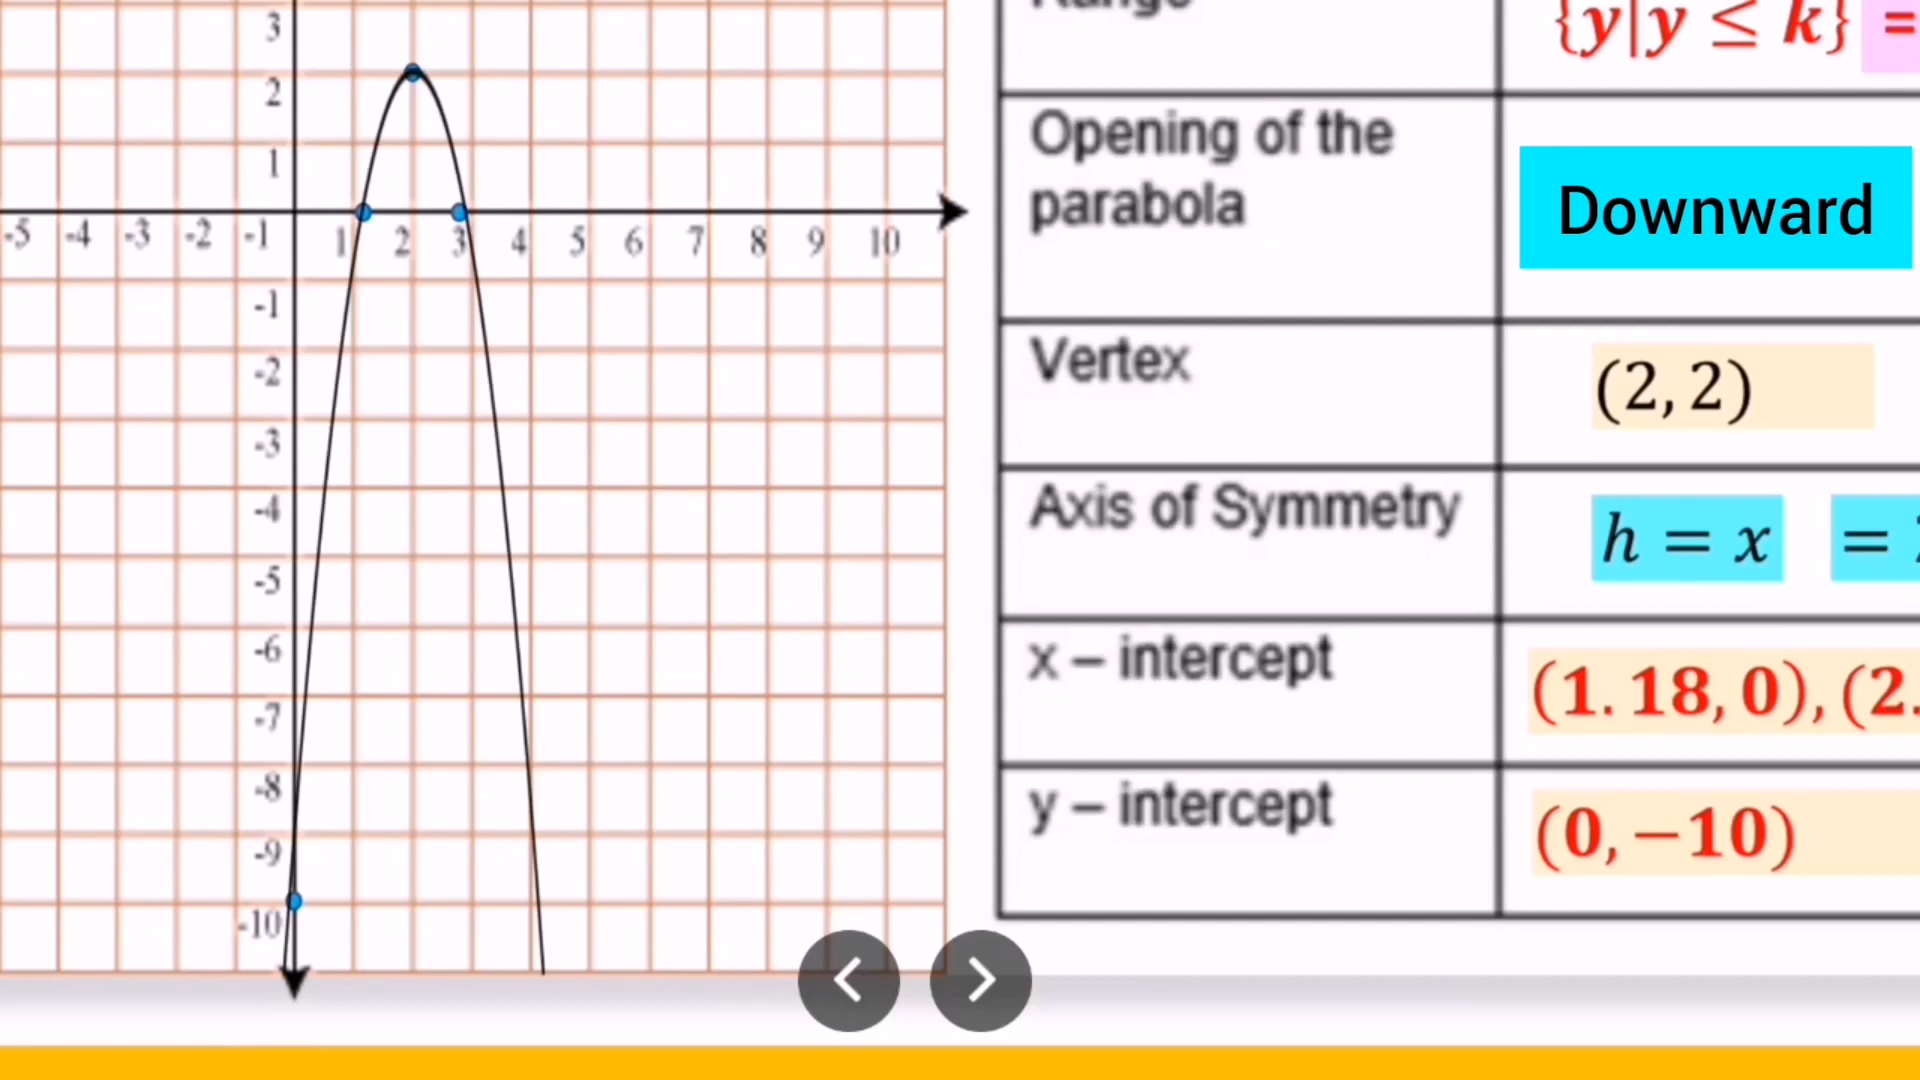 3
2
1
-5 -4 -3 -2 -1 1 2 3 4 5 6 7 8 9 10
-1
-2
-3
-4
-5
-6
-7
-8
-9
-10
Range {y|y ≤ k} =
Opening of the
parabola
Downward
Vertex (2, 2)
Axis of Symmetry h = x =
x – intercept (1.18, 0), (2.
y – intercept (0, −10)